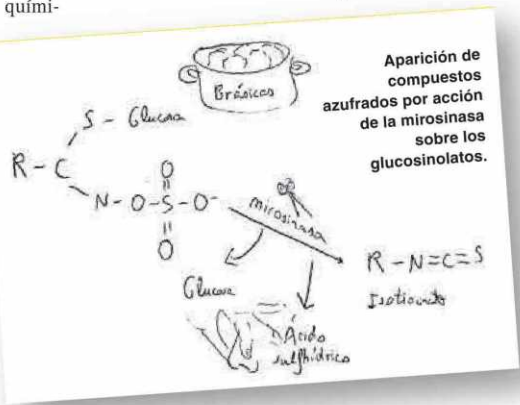 quími-
Aparición de
compuestos
azufrados por acción
de la mirosinasa
sobre los
glucosinolatos.
Brásicas
S - Glucosa
R - C
N - O - S - O-
O
O
mirosinasa
R - N = C = S
Glucosa
Ácido
sulfhídrico